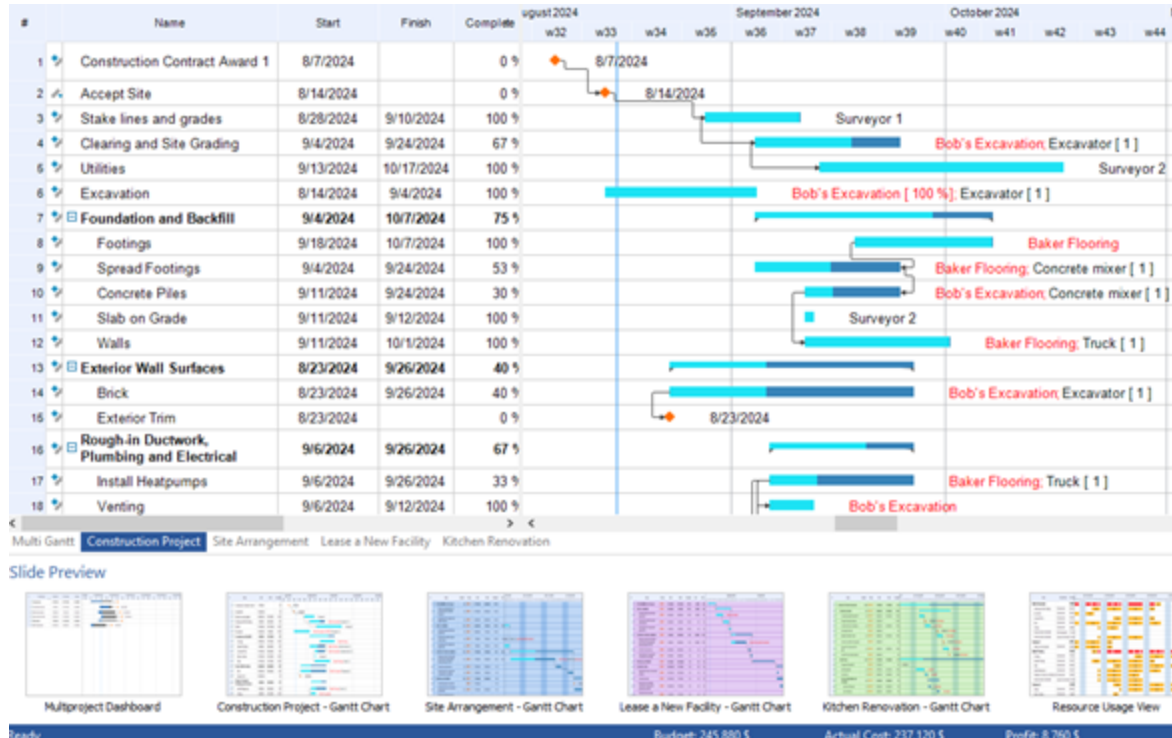 # Name Start Finish Complete ugust 2024 September 2024 October 2024
w32 w33 w34 w35 w36 w37 w38 w39 w40 w41 w42 w43 w44
1 Construction Contract Award 1 8/7/2024 0 % 8/7/2024
2 Accept Site 8/14/2024 0 % 8/14/2024
3 Stake lines and grades 8/28/2024 9/10/2024 100 % Surveyor 1
4 Clearing and Site Grading 9/4/2024 9/24/2024 67 % Bob's Excavation; Excavator [ 1 ]
5 Utilities 9/13/2024 10/17/2024 100 % Surveyor 2
6 Excavation 8/14/2024 9/4/2024 100 % Bob's Excavation [ 100 %]; Excavator [ 1 ]
7 Foundation and Backfill 9/4/2024 10/7/2024 75 %
8 Footings 9/18/2024 10/7/2024 100 % Baker Flooring
9 Spread Footings 9/4/2024 9/24/2024 53 % Baker Flooring; Concrete mixer [ 1 ]
10 Concrete Piles 9/11/2024 9/24/2024 30 % Bob's Excavation; Concrete mixer [ 1 ]
11 Slab on Grade 9/11/2024 9/12/2024 100 % Surveyor 2
12 Walls 9/11/2024 10/1/2024 100 % Baker Flooring; Truck [ 1 ]
13 Exterior Wall Surfaces 8/23/2024 9/26/2024 40 %
14 Brick 8/23/2024 9/26/2024 40 % Bob's Excavation; Excavator [ 1 ]
15 Exterior Trim 8/23/2024 0 % 8/23/2024
16 Rough-in Ductwork,
Plumbing and Electrical 9/6/2024 9/26/2024 67 %
17 Install Heatpumps 9/6/2024 9/26/2024 33 % Baker Flooring; Truck [ 1 ]
18 Venting 9/6/2024 9/12/2024 100 % Bob's Excavation
Multi Gantt Construction Project Site Arrangement Lease a New Facility Kitchen Renovation
Slide Preview
Multiproject Dashboard Construction Project - Gantt Chart Site Arrangement - Gantt Chart Lease a New Facility - Gantt Chart Kitchen Renovation - Gantt Chart Resource Usage View
Ready Budget: 245,880 $ Actual Cost: 237,120 $ Profit: 8,760 $